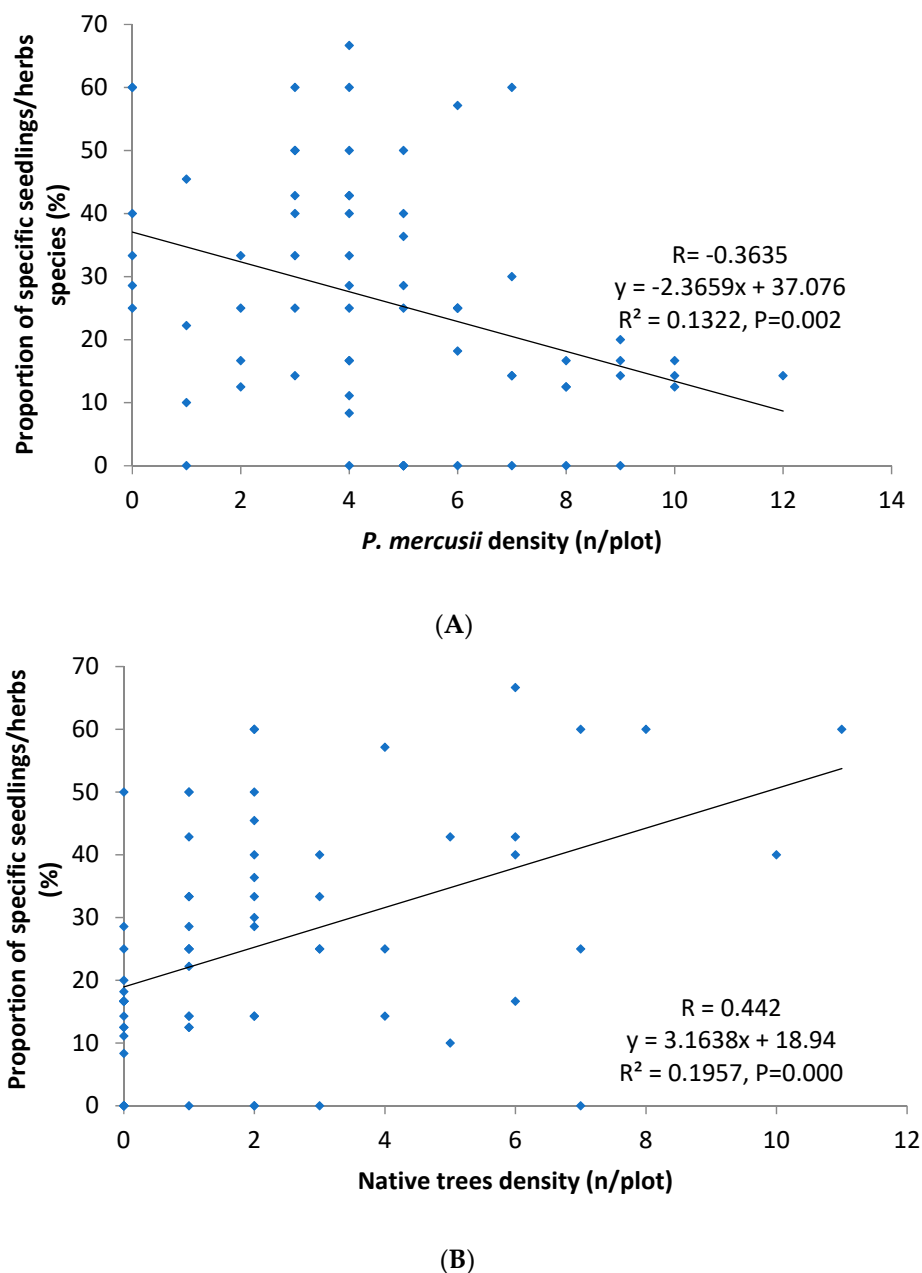 Proportion of specific seedlings/herbs
species (%)
70
60
50
40
30
20
10
0
R= -0.3635
y = -2.3659x + 37.076
R² = 0.1322, P=0.002
0 2 4 6 8 10 12 14
P. mercusii density (n/plot)
(A)
Proportion of specific seedlings/herbs
(%)
70
60
50
40
30
20
10
0
R = 0.442
y = 3.1638x + 18.94
R² = 0.1957, P=0.000
0 2 4 6 8 10 12
Native trees density (n/plot)
(B)